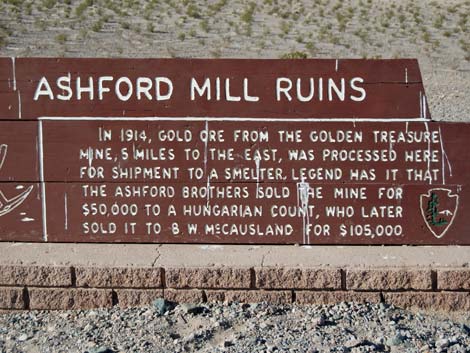 ASHFORD MILL RUINS
IN 1914, GOLD ORE FROM THE GOLDEN TREASURE
MINE, 5 MILES TO THE EAST, WAS PROCESSED HERE
FOR SHIPMENT TO A SMELTER. LEGEND HAS IT THAT
THE ASHFORD BROTHERS SOLD THE MINE FOR
$50,000 TO A HUNGARIAN COUNT, WHO LATER
SOLD IT TO B. W. McCAUSLAND FOR $105,000.